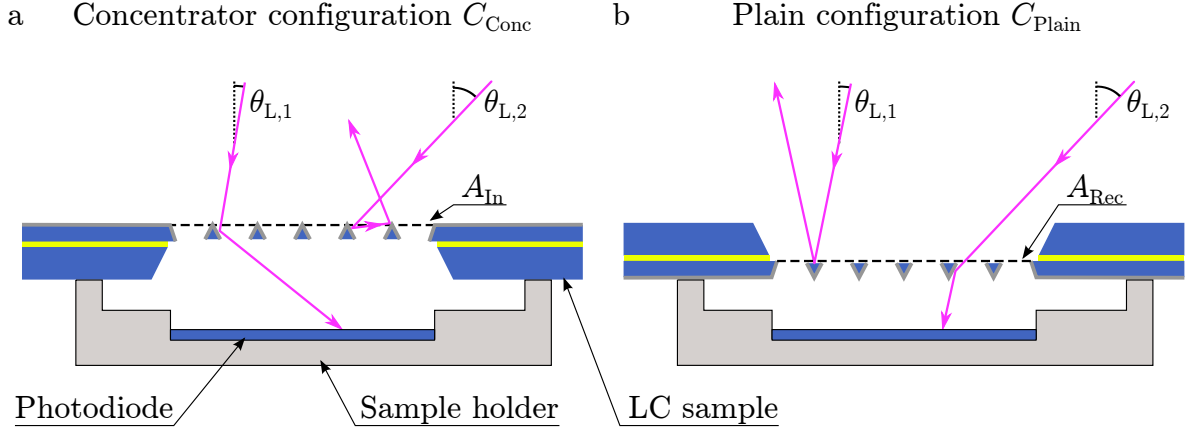 a Concentrator configuration C_Conc
b Plain configuration C_Plain
θ_L,1
θ_L,2
θ_L,1
θ_L,2
A_In
A_Rec
Photodiode
Sample holder
LC sample